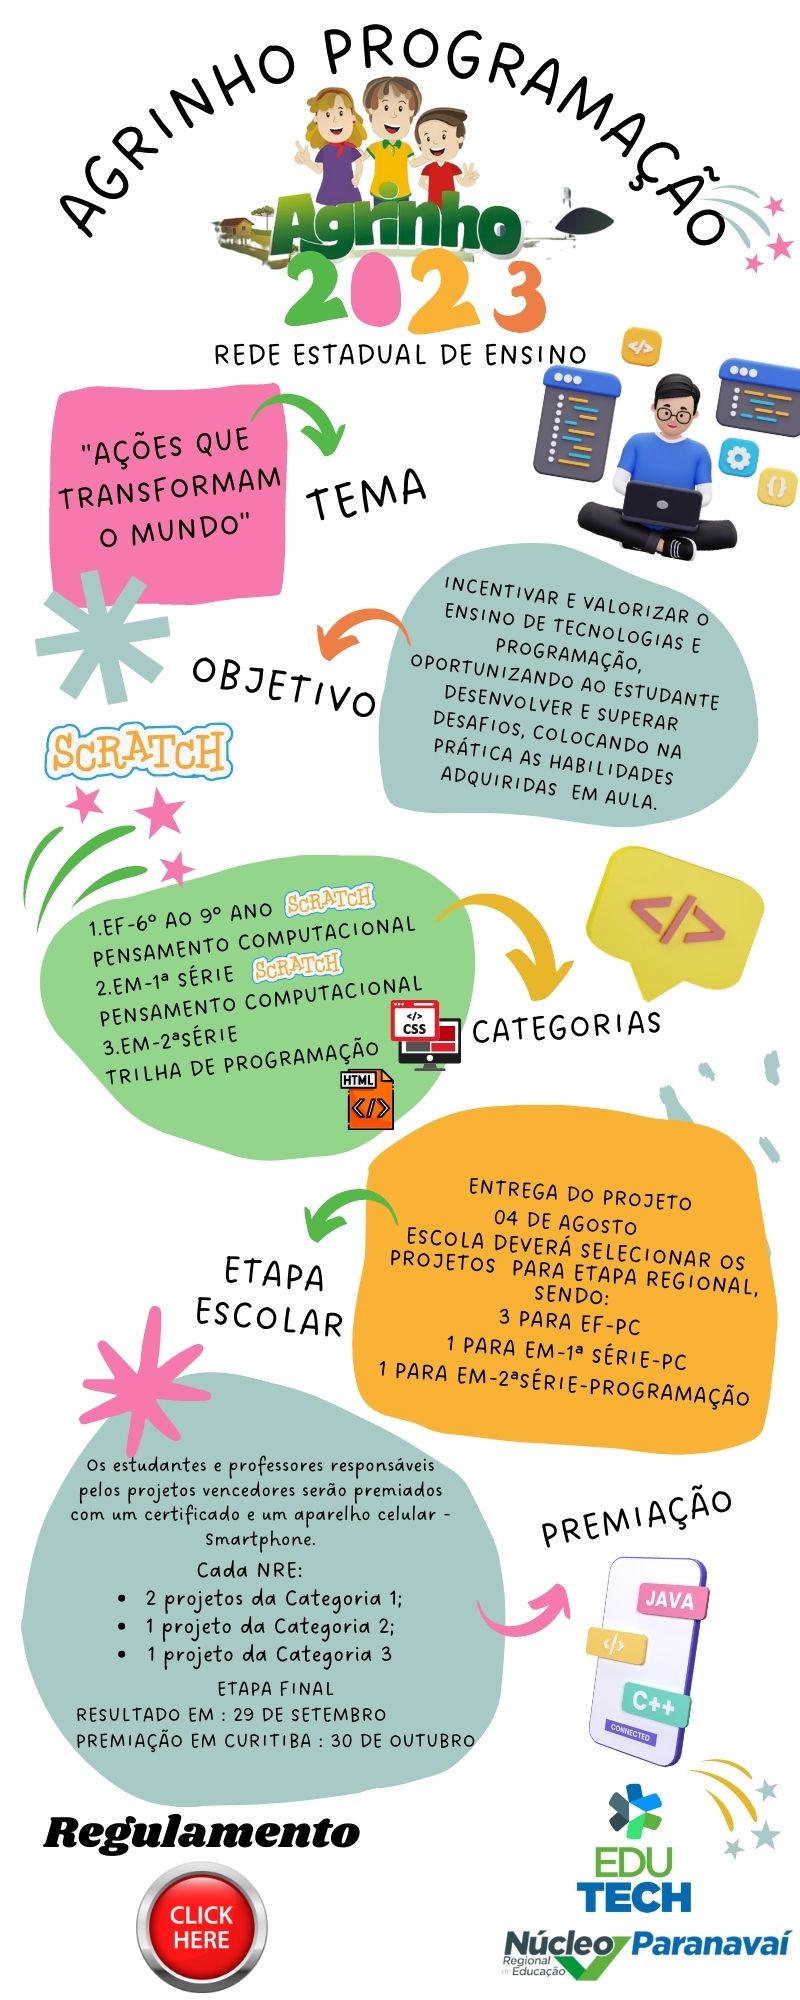 AGRINHO PROGRAMAÇÃO
Agrinho
2023
REDE ESTADUAL DE ENSINO
</>
{}
"AÇÕES QUE
TRANSFORMAM
O MUNDO"
TEMA
INCENTIVAR E VALORIZAR O
ENSINO DE TECNOLOGIAS E
PROGRAMAÇÃO,
OPORTUNIZANDO AO ESTUDANTE
DESENVOLVER E SUPERAR
DESAFIOS, COLOCANDO NA
PRÁTICA AS HABILIDADES
ADQUIRIDAS EM AULA.
OBJETIVO
SCRATCH
1.EF-6º AO 9º ANO SCRATCH
PENSAMENTO COMPUTACIONAL
2.EM-1ª SÉRIE SCRATCH
PENSAMENTO COMPUTACIONAL
3.EM-2ªSÉRIE
TRILHA DE PROGRAMAÇÃO
</>
CSS
HTML
</>
</>
CATEGORIAS
ENTREGA DO PROJETO
04 DE AGOSTO
ESCOLA DEVERÁ SELECIONAR OS
PROJETOS PARA ETAPA REGIONAL,
SENDO:
3 PARA EF-PC
1 PARA EM-1ª SÉRIE-PC
1 PARA EM-2ªSÉRIE-PROGRAMAÇÃO
ETAPA
ESCOLAR
Os estudantes e professores responsáveis
pelos projetos vencedores serão premiados
com um certificado e um aparelho celular -
Smartphone.
Cada NRE:
• 2 projetos da Categoria 1;
• 1 projeto da Categoria 2;
• 1 projeto da Categoria 3
ETAPA FINAL
RESULTADO EM : 29 DE SETEMBRO
PREMIAÇÃO EM CURITIBA : 30 DE OUTUBRO
PREMIAÇÃO
JAVA
</>
C++
CONNECTED
Regulamento
CLICK
HERE
EDU
TECH
Núcleo Paranavaí
Regional
de Educação